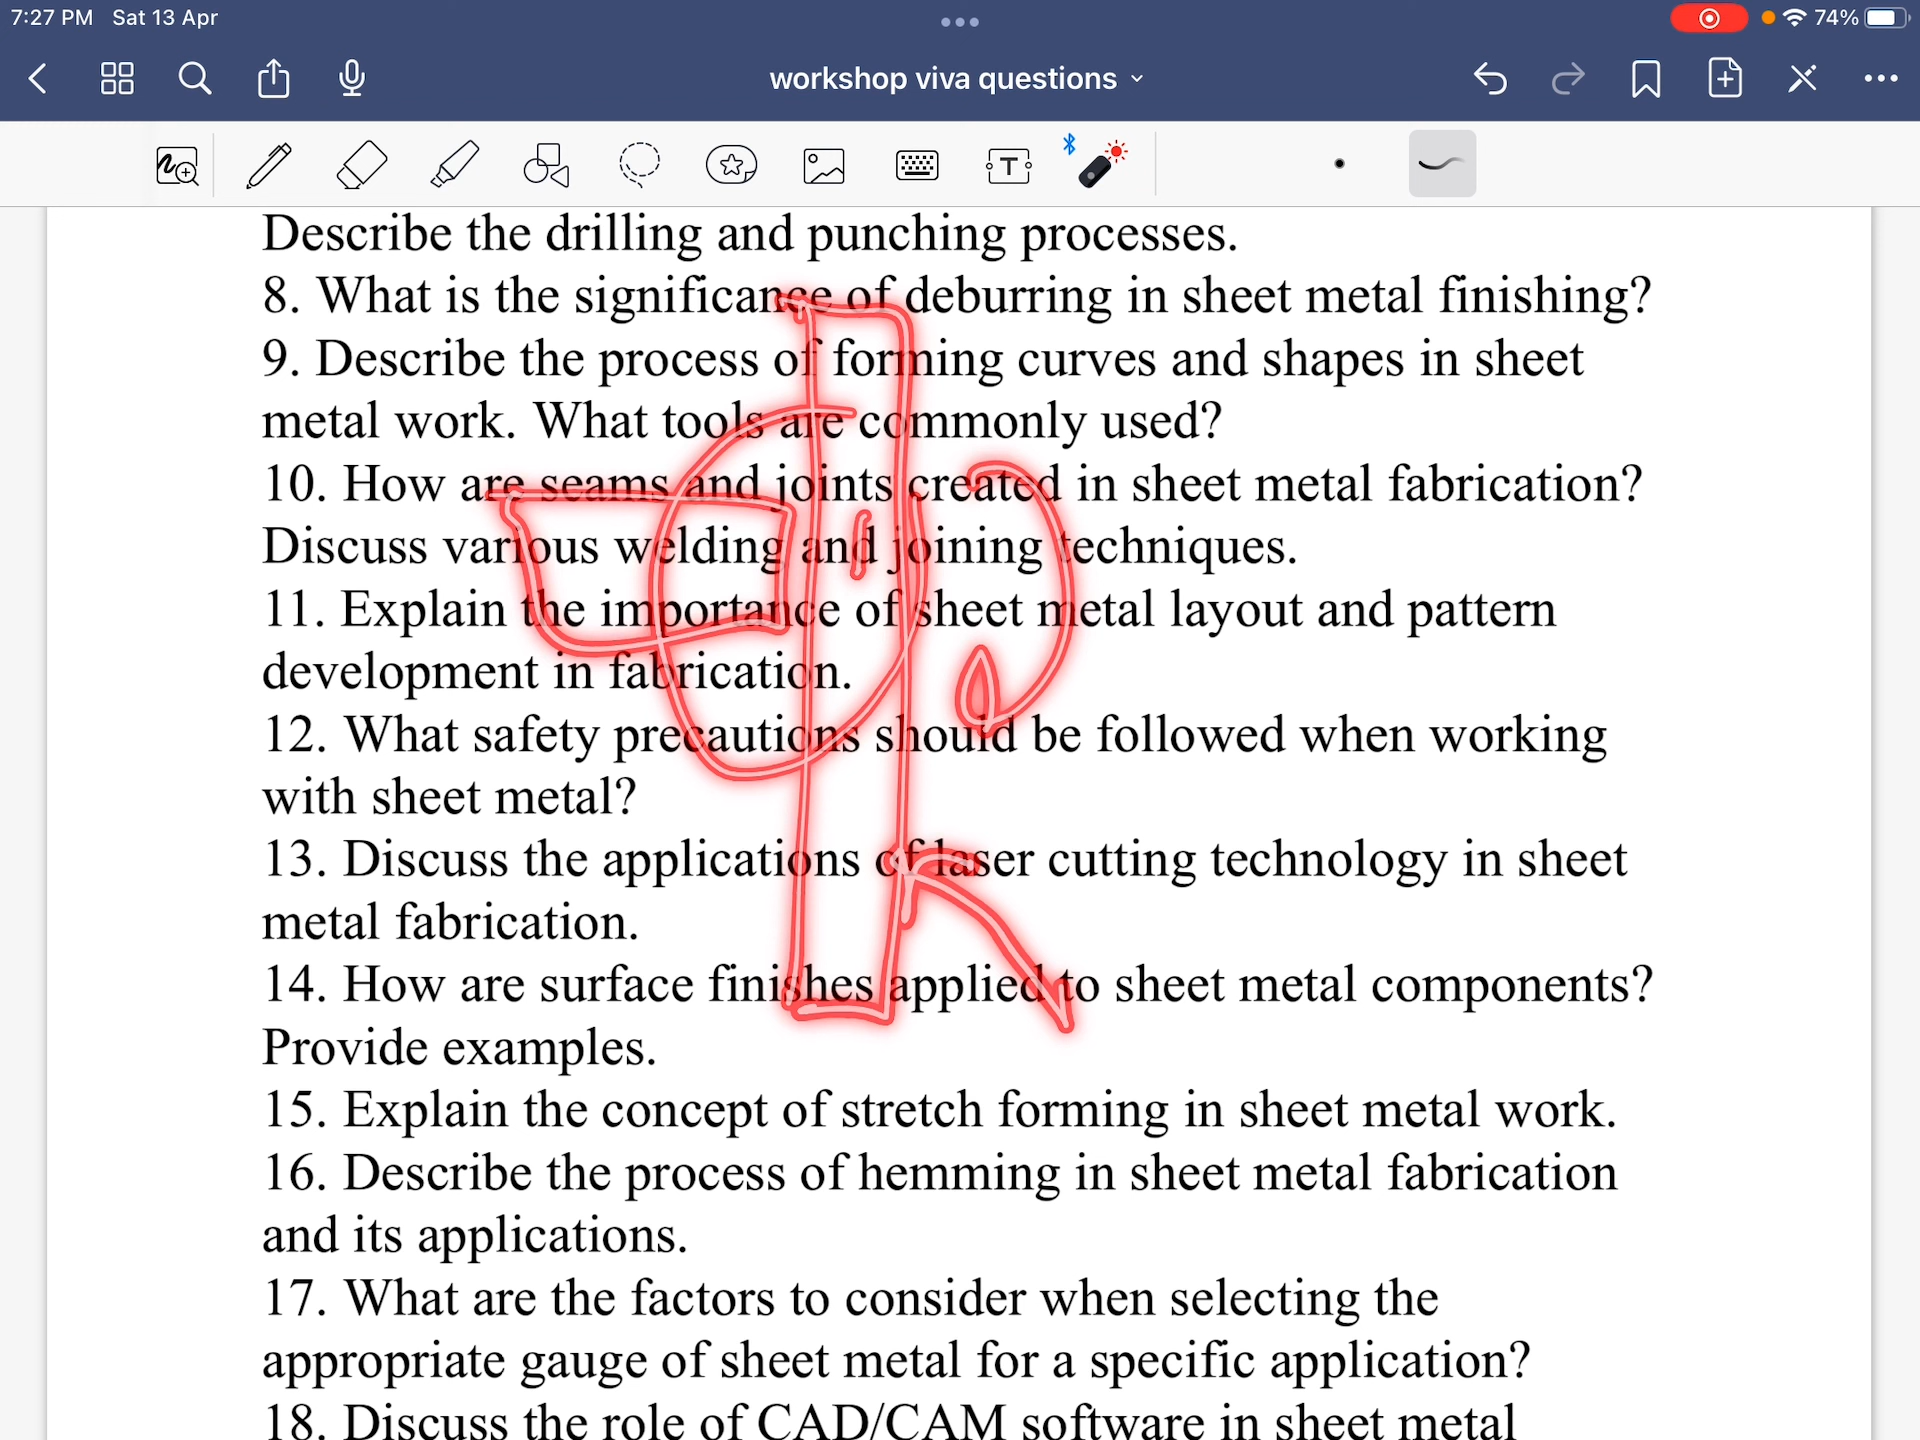 7:27 PM Sat 13 Apr
74%
workshop viva questions
T
Describe the drilling and punching processes.
8. What is the significance of deburring in sheet metal finishing?
9. Describe the process of forming curves and shapes in sheet
metal work. What tools are commonly used?
10. How are seams and joints created in sheet metal fabrication?
Discuss various welding and joining techniques.
11. Explain the importance of sheet metal layout and pattern
development in fabrication.
12. What safety precautions should be followed when working
with sheet metal?
13. Discuss the applications of laser cutting technology in sheet
metal fabrication.
14. How are surface finishes applied to sheet metal components?
Provide examples.
15. Explain the concept of stretch forming in sheet metal work.
16. Describe the process of hemming in sheet metal fabrication
and its applications.
17. What are the factors to consider when selecting the
appropriate gauge of sheet metal for a specific application?
18. Discuss the role of CAD/CAM software in sheet metal